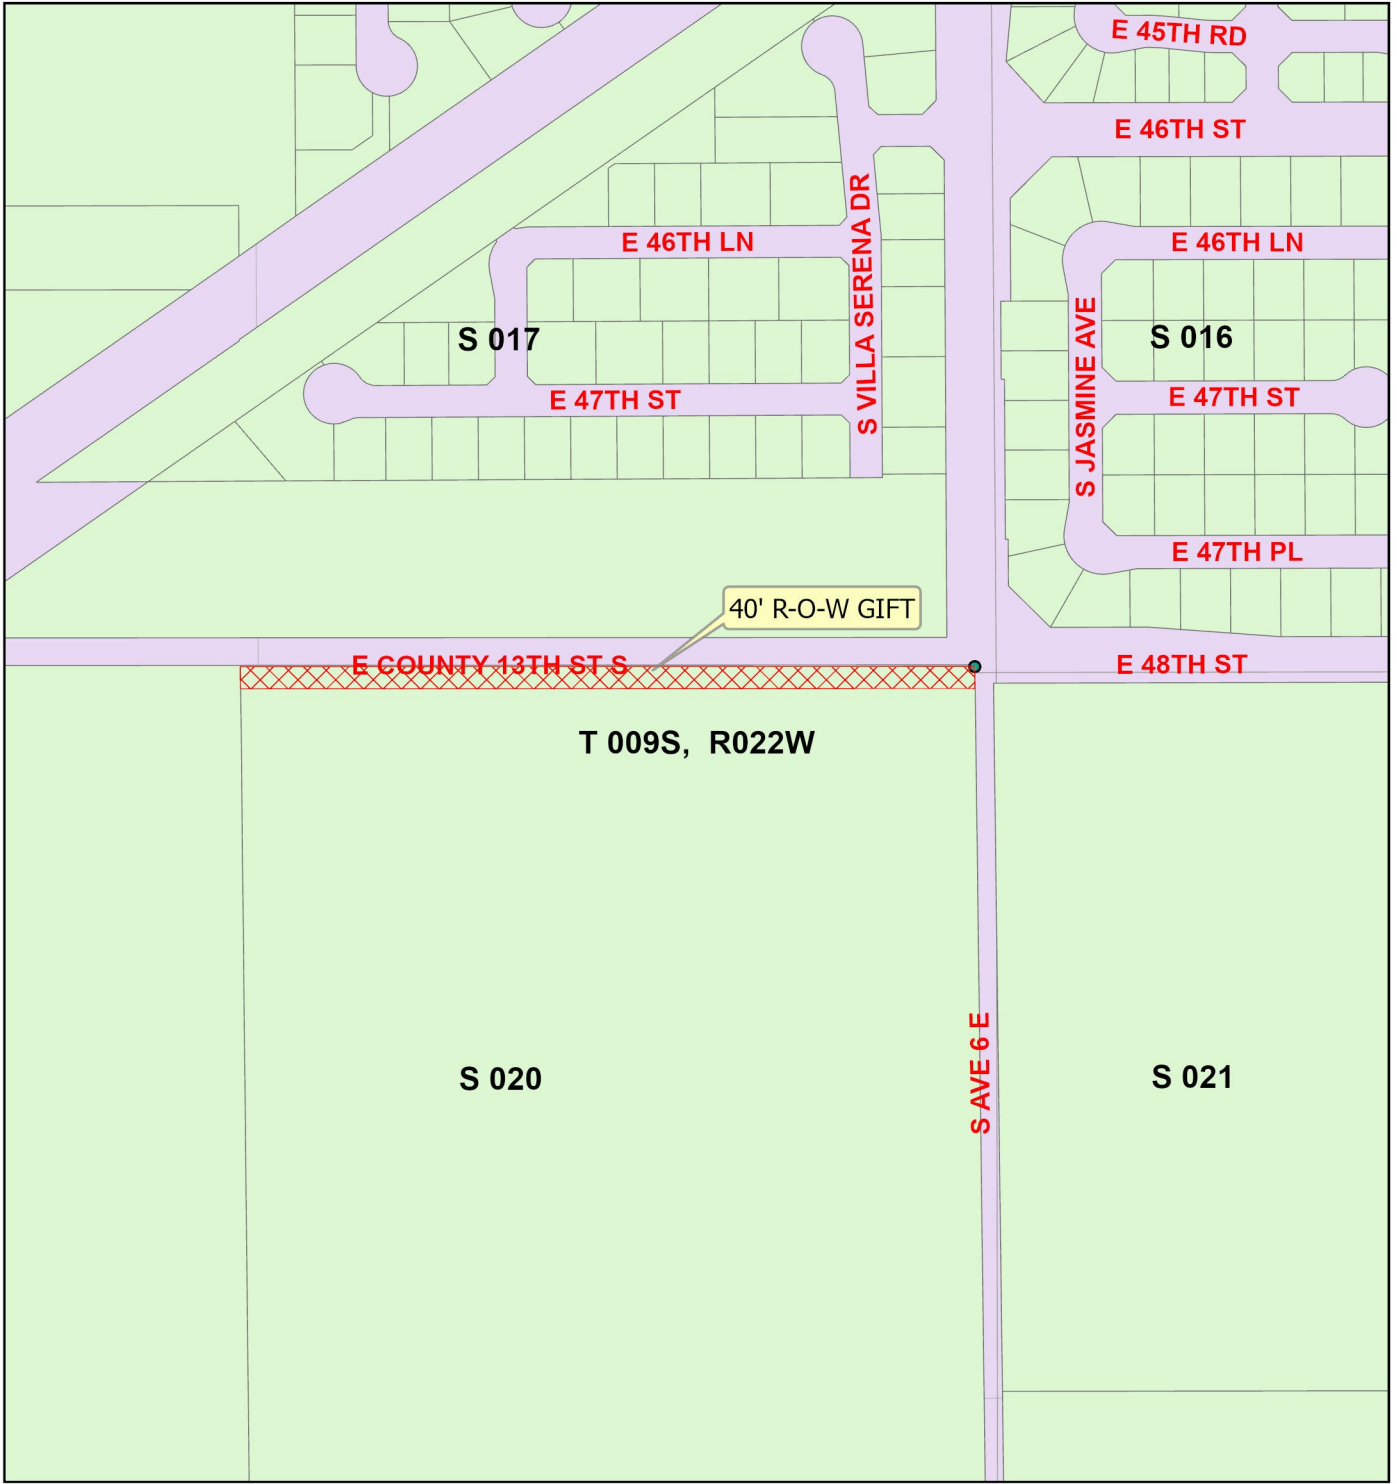 E 45TH RD
E 46TH ST
E 46TH LN
E 46TH LN
S VILLA SERENA DR
S JASMINE AVE
S 017
S 016
E 47TH ST
E 47TH ST
E 47TH PL
40' R-O-W GIFT
E COUNTY 13TH ST S
E 48TH ST
T 009S, R022W
S AVE 6 E
S 020
S 021